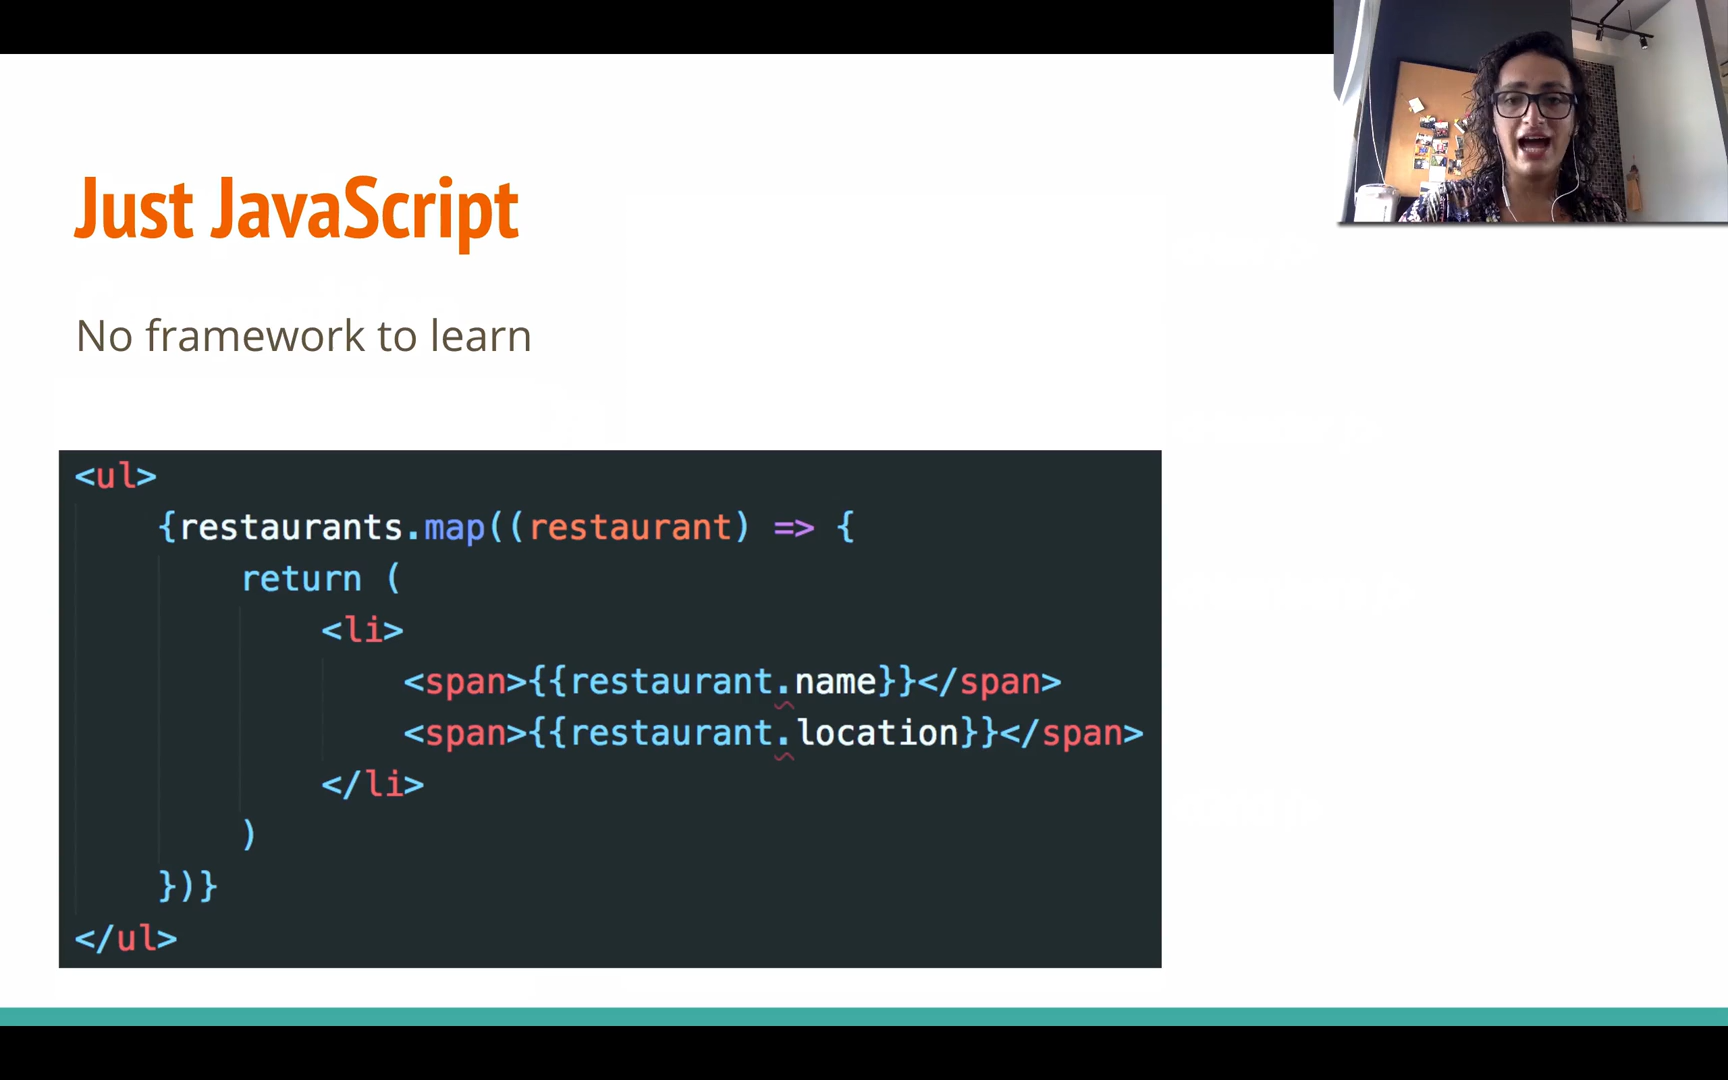 Just JavaScript
No framework to learn
<ul>
{restaurants.map((restaurant) => {
return (
<li>
<span>{{restaurant.name}}</span>
<span>{{restaurant.location}}</span>
</li>
)
})}
</ul>